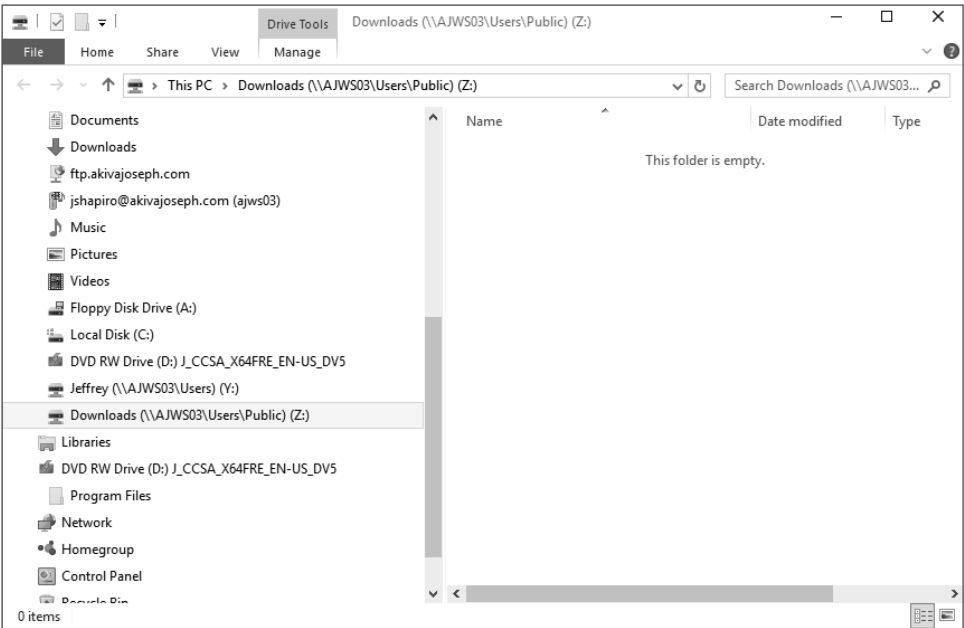 Drive Tools Downloads (\\AJWS03\Users\Public) (Z:)
File Home Share View Manage
This PC > Downloads (\\AJWS03\Users\Public) (Z:)
Search Downloads (\\AJWS03...
Documents
Downloads
ftp.akivajoseph.com
jshapiro@akivajoseph.com (ajws03)
Music
Pictures
Videos
Floppy Disk Drive (A:)
Local Disk (C:)
DVD RW Drive (D:) J_CCSA_X64FRE_EN-US_DV5
Jeffrey (\\AJWS03\Users) (Y:)
Downloads (\\AJWS03\Users\Public) (Z:)
Libraries
DVD RW Drive (D:) J_CCSA_X64FRE_EN-US_DV5
Program Files
Network
Homegroup
Control Panel
Recycle Bin
Name Date modified Type
This folder is empty.
0 items